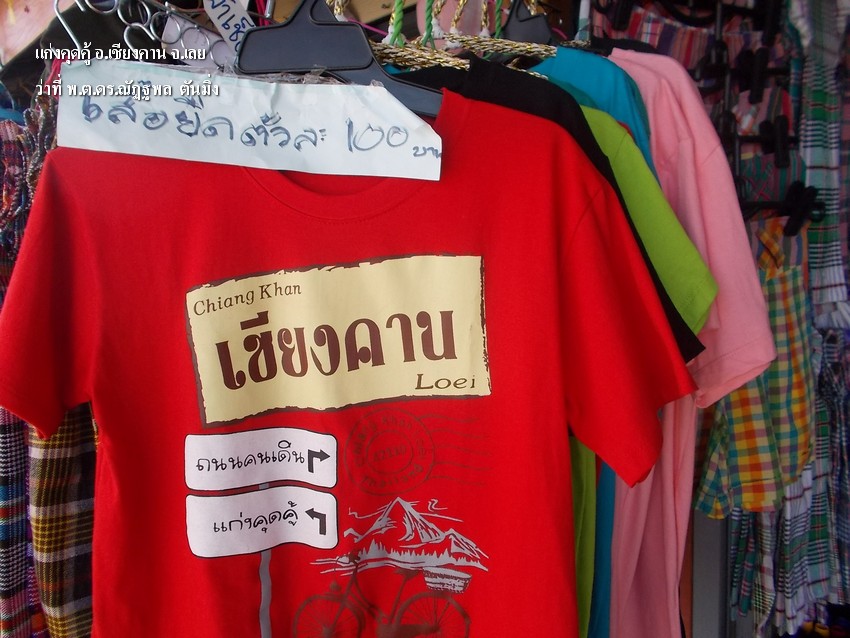 แก่งคุดคู้ อ.เชียงคาน จ.เลย
ว่าที่ พ.ต.ดร.ณัฏฐพล ตันมิ่ง
เสื้อยืด ตัวละ 100 บาท
Chiang Khan
เชียงคาน
Loei
ถนนคนเดิน
แก่งคุดคู้